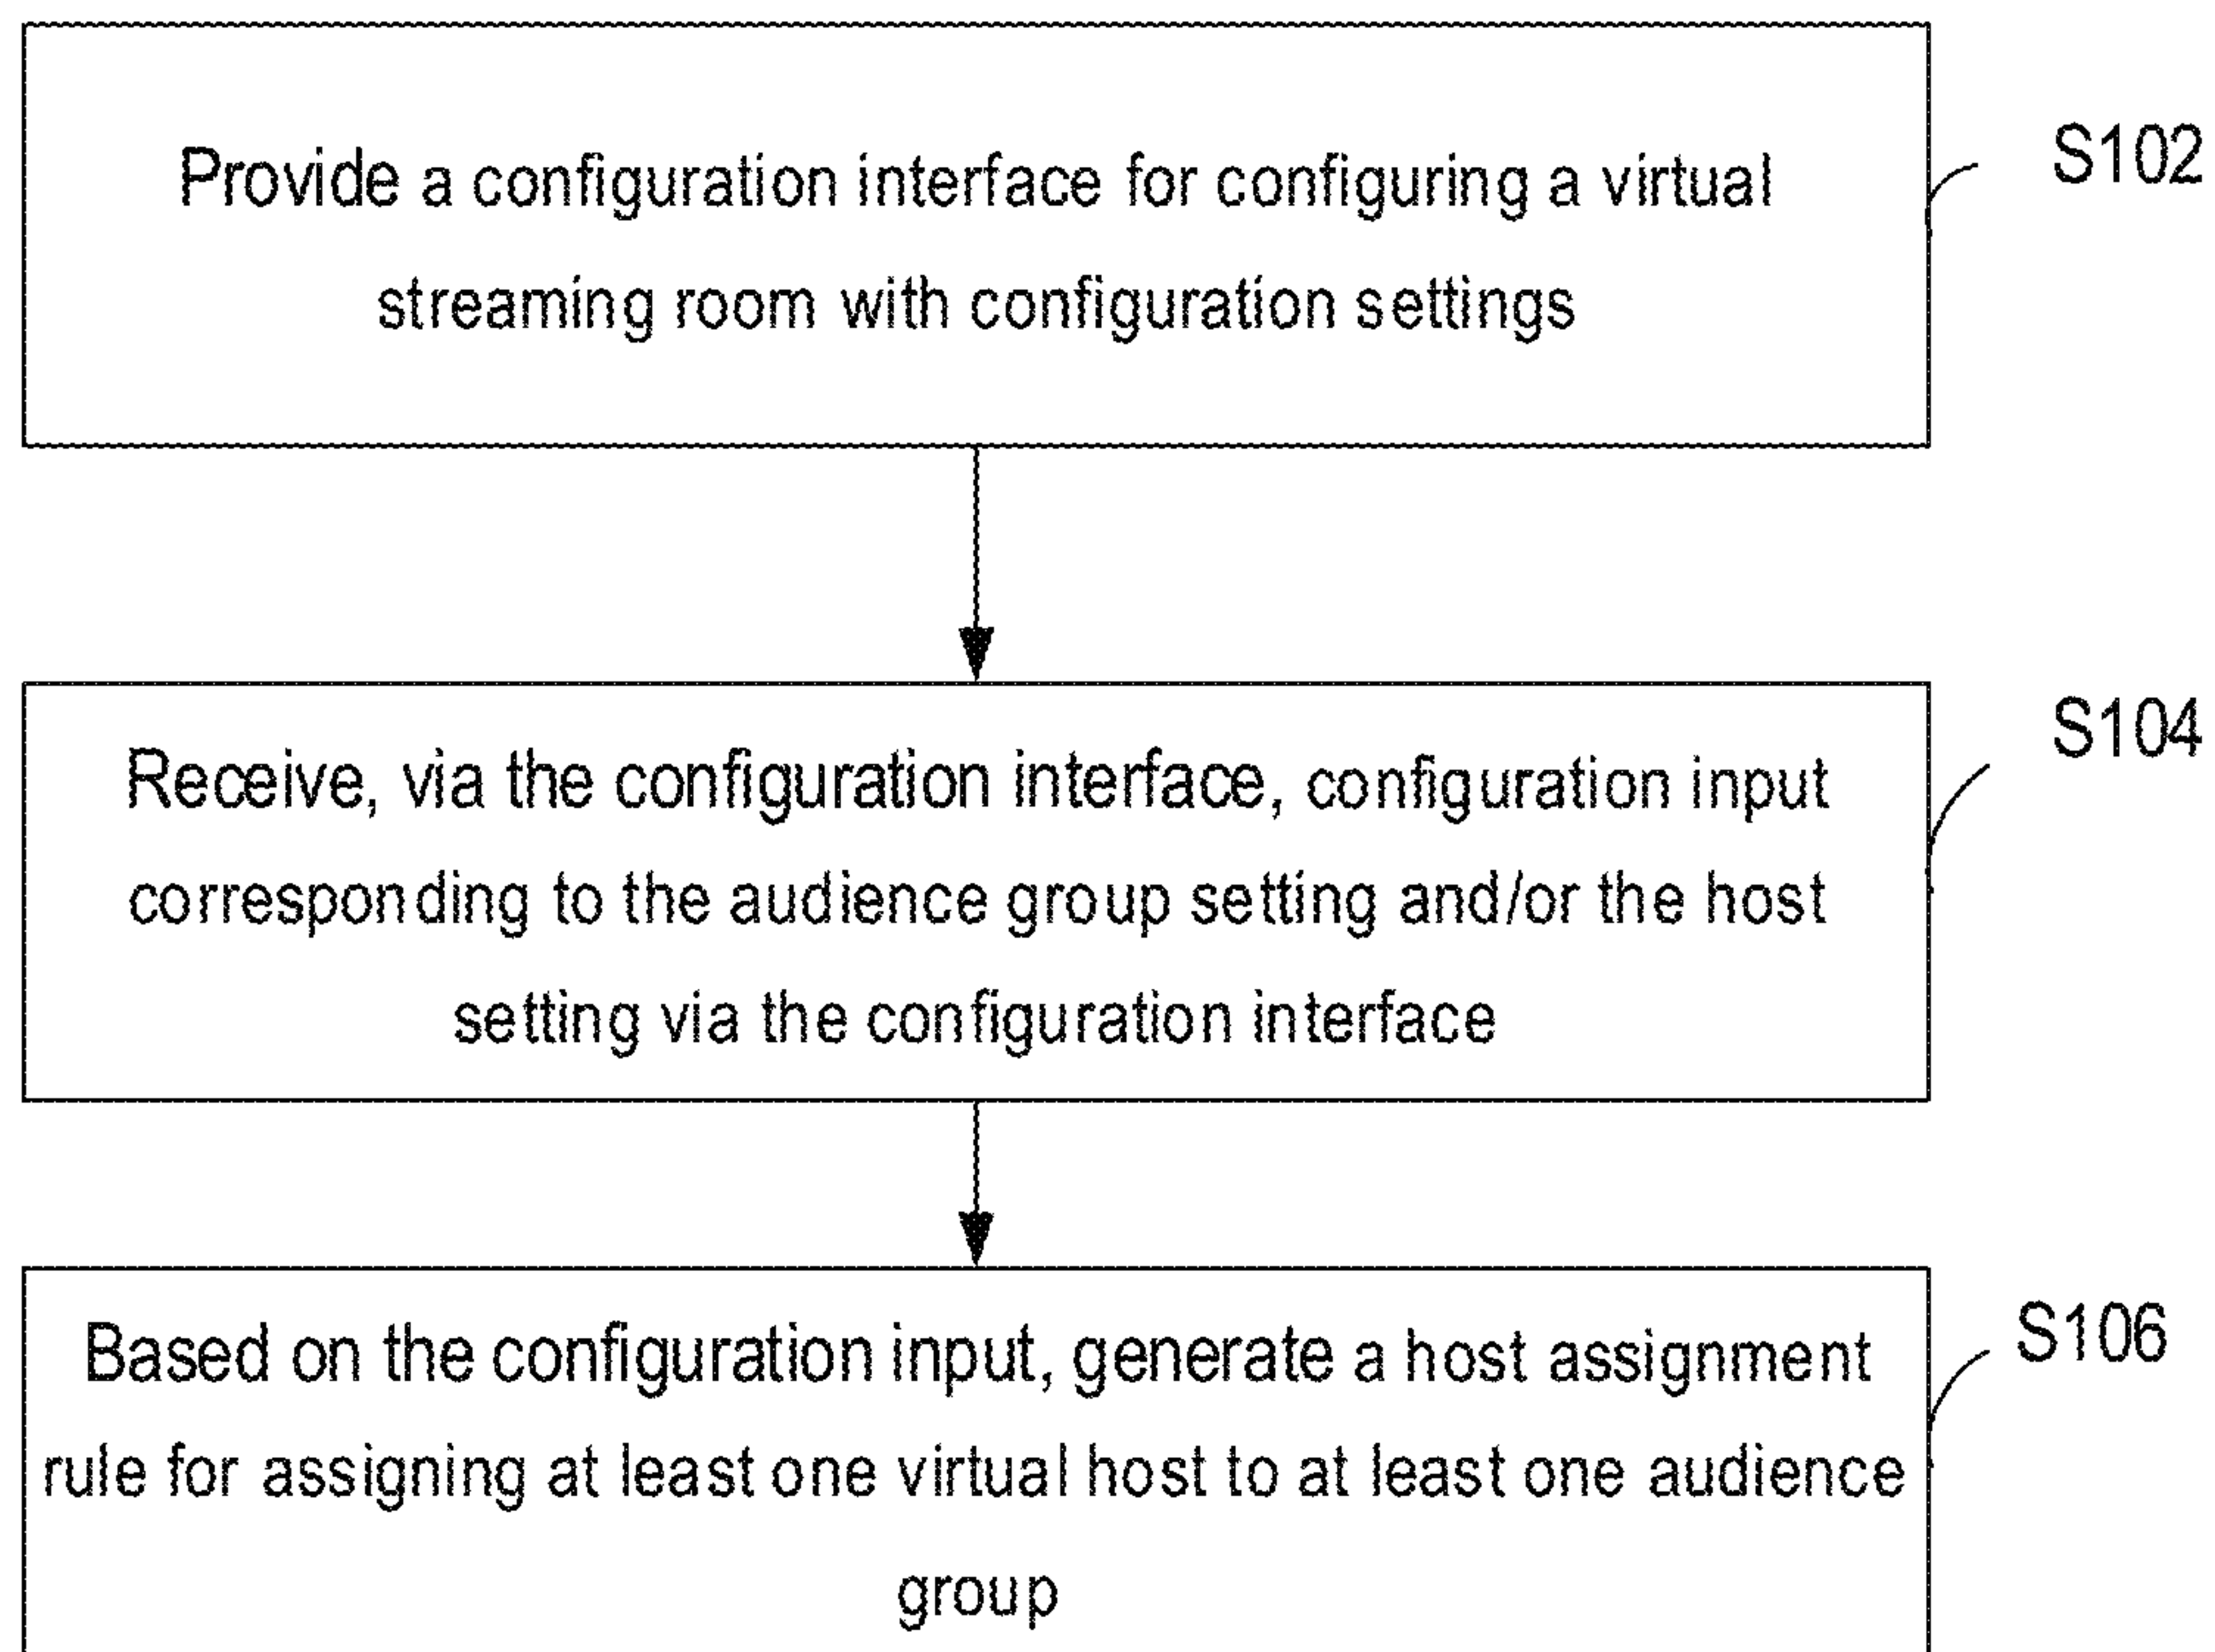 Provide a configuration interface for configuring a virtual
streaming room with configuration settings
S102
Receive, via the configuration interface, configuration input
corresponding to the audience group setting and/or the host
setting via the configuration interface
S104
Based on the configuration input, generate a host assignment
rule for assigning at least one virtual host to at least one audience
group
S106